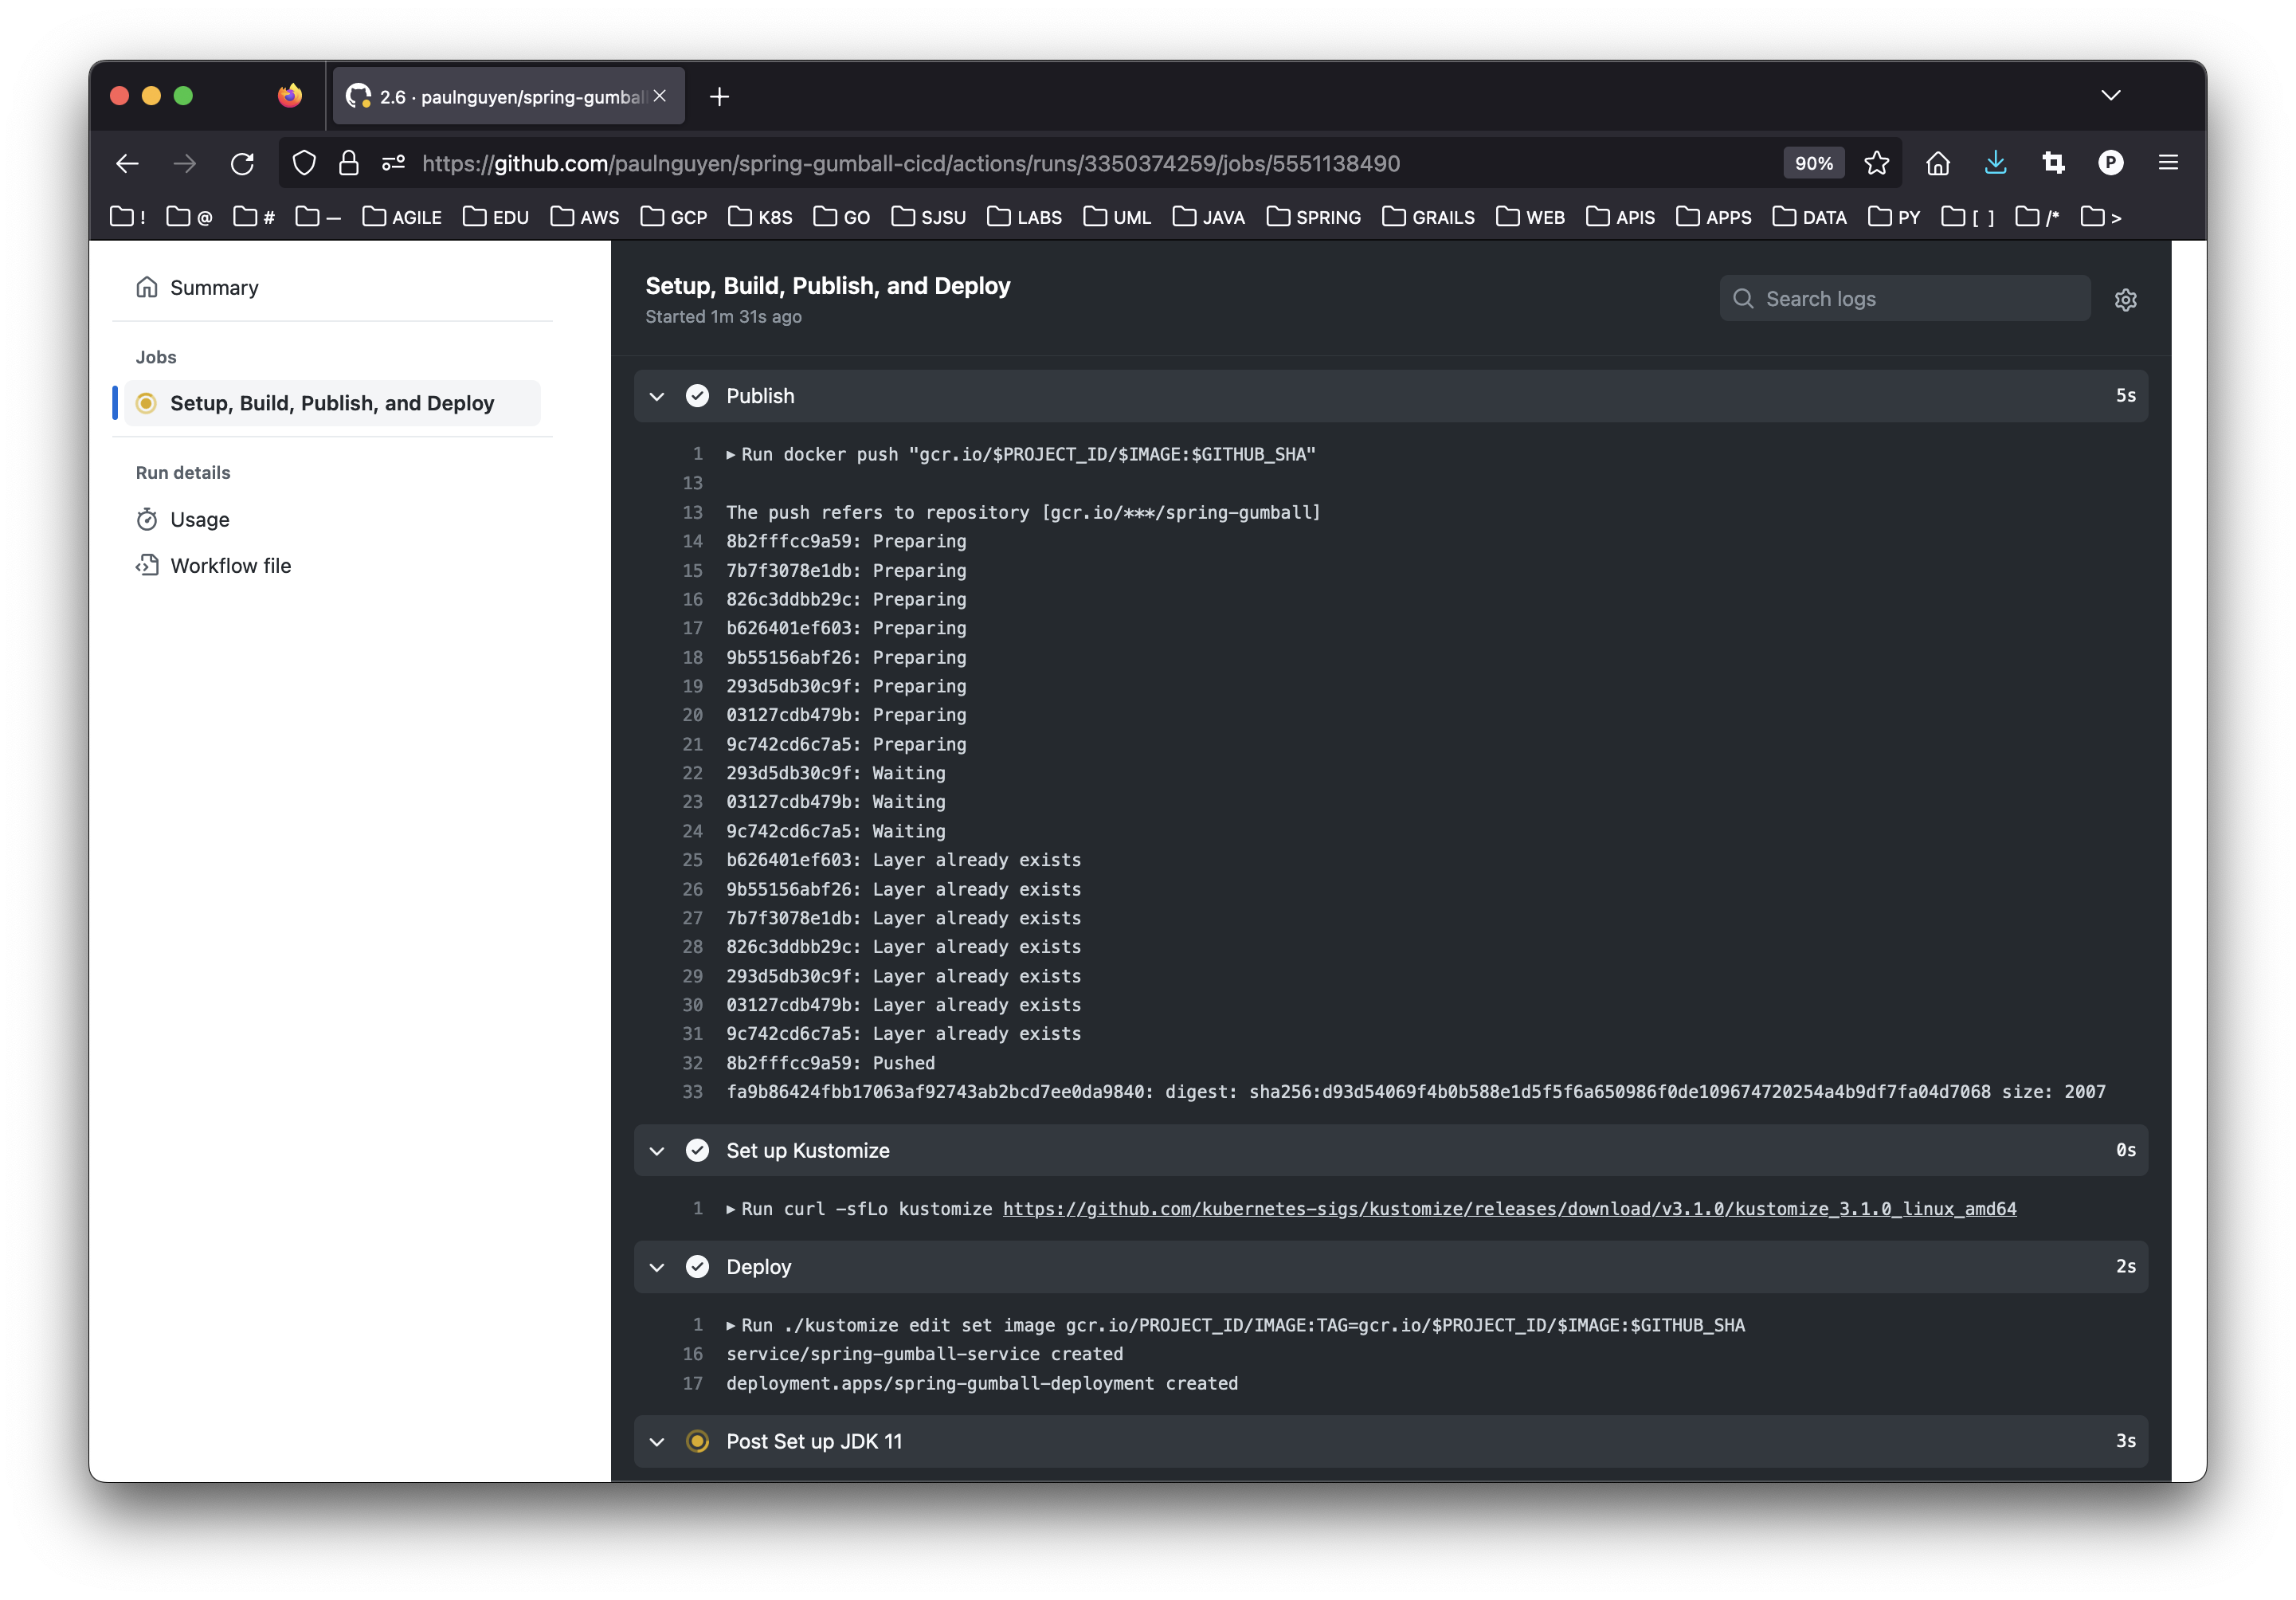 2.6 · paulnguyen/spring-gumbal
https://github.com/paulnguyen/spring-gumball-cicd/actions/runs/3350374259/jobs/5551138490 90% P
! @ # — AGILE EDU AWS GCP K8S GO SJSU LABS UML JAVA SPRING GRAILS WEB APIS APPS DATA PY [ ] /* >
Summary
Jobs
Setup, Build, Publish, and Deploy
Run details
Usage
Workflow file
Setup, Build, Publish, and Deploy
Started 1m 31s ago
Search logs
Publish 5s
1 Run docker push "gcr.io/$PROJECT_ID/$IMAGE:$GITHUB_SHA"
13
13 The push refers to repository [gcr.io/***/spring-gumball]
14 8b2fffcc9a59: Preparing
15 7b7f3078e1db: Preparing
16 826c3ddbb29c: Preparing
17 b626401ef603: Preparing
18 9b55156abf26: Preparing
19 293d5db30c9f: Preparing
20 03127cdb479b: Preparing
21 9c742cd6c7a5: Preparing
22 293d5db30c9f: Waiting
23 03127cdb479b: Waiting
24 9c742cd6c7a5: Waiting
25 b626401ef603: Layer already exists
26 9b55156abf26: Layer already exists
27 7b7f3078e1db: Layer already exists
28 826c3ddbb29c: Layer already exists
29 293d5db30c9f: Layer already exists
30 03127cdb479b: Layer already exists
31 9c742cd6c7a5: Layer already exists
32 8b2fffcc9a59: Pushed
33 fa9b86424fbb17063af92743ab2bcd7ee0da9840: digest: sha256:d93d54069f4b0b588e1d5f5f6a650986f0de109674720254a4b9df7fa04d7068 size: 2007
Set up Kustomize 0s
1 Run curl -sfLo kustomize https://github.com/kubernetes-sigs/kustomize/releases/download/v3.1.0/kustomize_3.1.0_linux_amd64
Deploy 2s
1 Run ./kustomize edit set image gcr.io/PROJECT_ID/IMAGE:TAG=gcr.io/$PROJECT_ID/$IMAGE:$GITHUB_SHA
16 service/spring-gumball-service created
17 deployment.apps/spring-gumball-deployment created
Post Set up JDK 11 3s